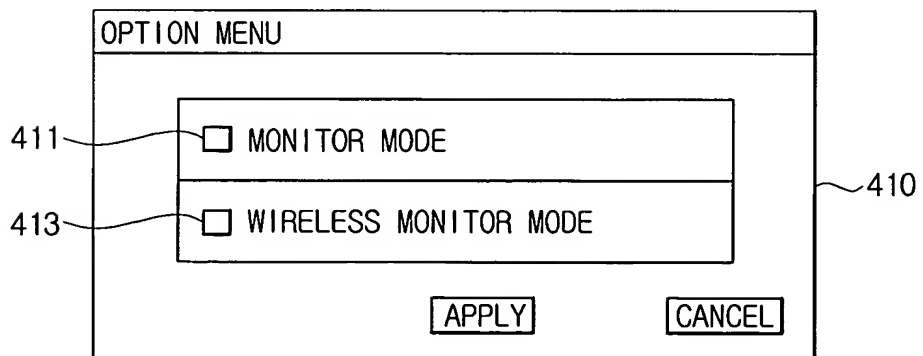 OPTION MENU
411 MONITOR MODE
410
413 WIRELESS MONITOR MODE
APPLY CANCEL